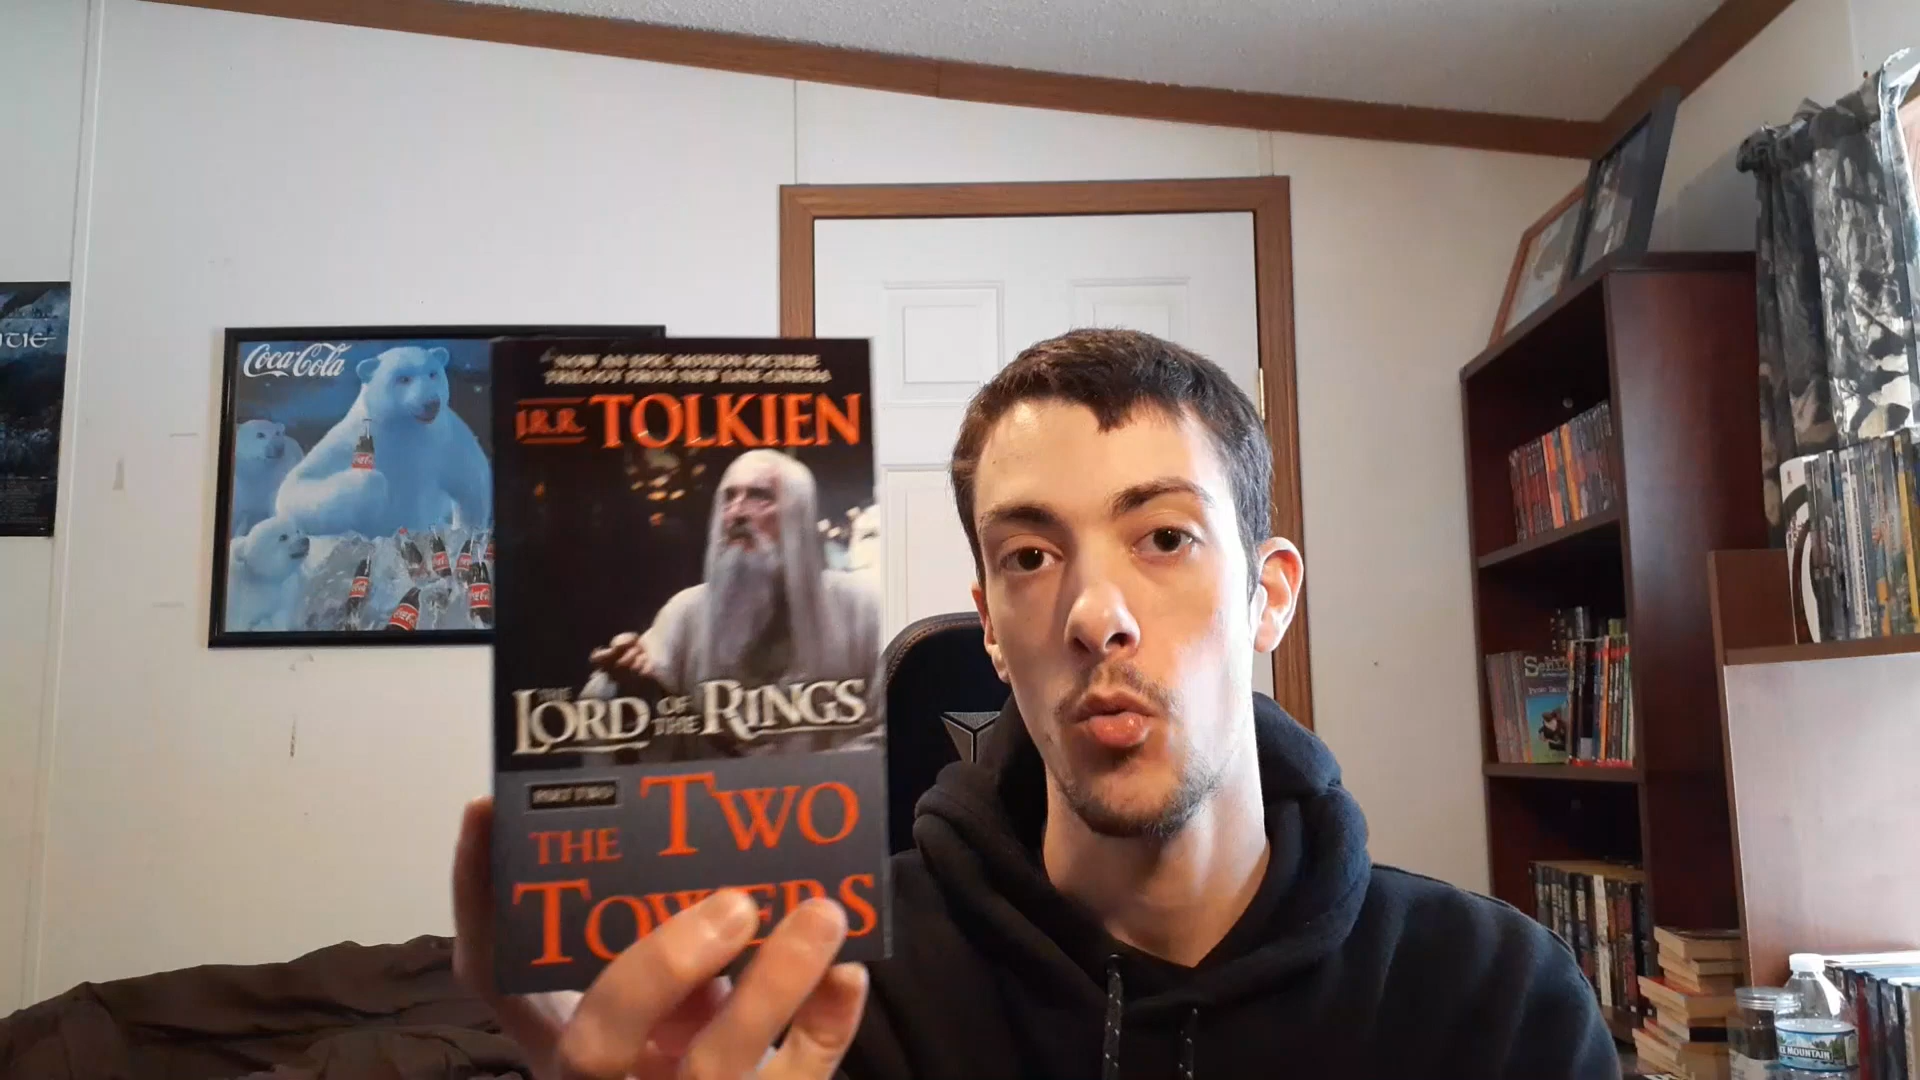 Coca-Cola
NOW AN EPIC MOTION PICTURE
TRILOGY FROM NEW LINE CINEMA
J.R.R. TOLKIEN
THE
LORD OF THE RINGS
PART TWO
THE TWO
TOWERS
MOUNTAIN